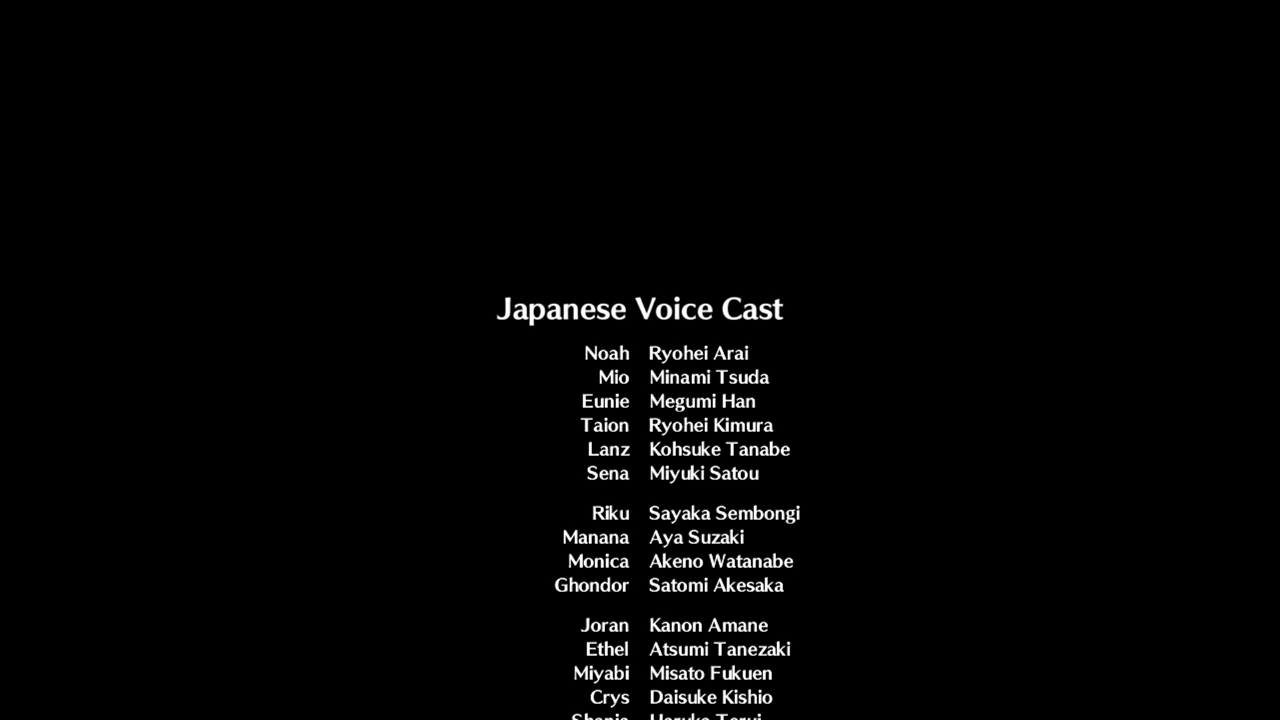 Japanese Voice Cast
Noah Ryohei Arai
Mio Minami Tsuda
Eunie Megumi Han
Taion Ryohei Kimura
Lanz Kohsuke Tanabe
Sena Miyuki Satou
Riku Sayaka Sembongi
Manana Aya Suzaki
Monica Akeno Watanabe
Ghondor Satomi Akesaka
Joran Kanon Amane
Ethel Atsumi Tanezaki
Miyabi Misato Fukuen
Crys Daisuke Kishio